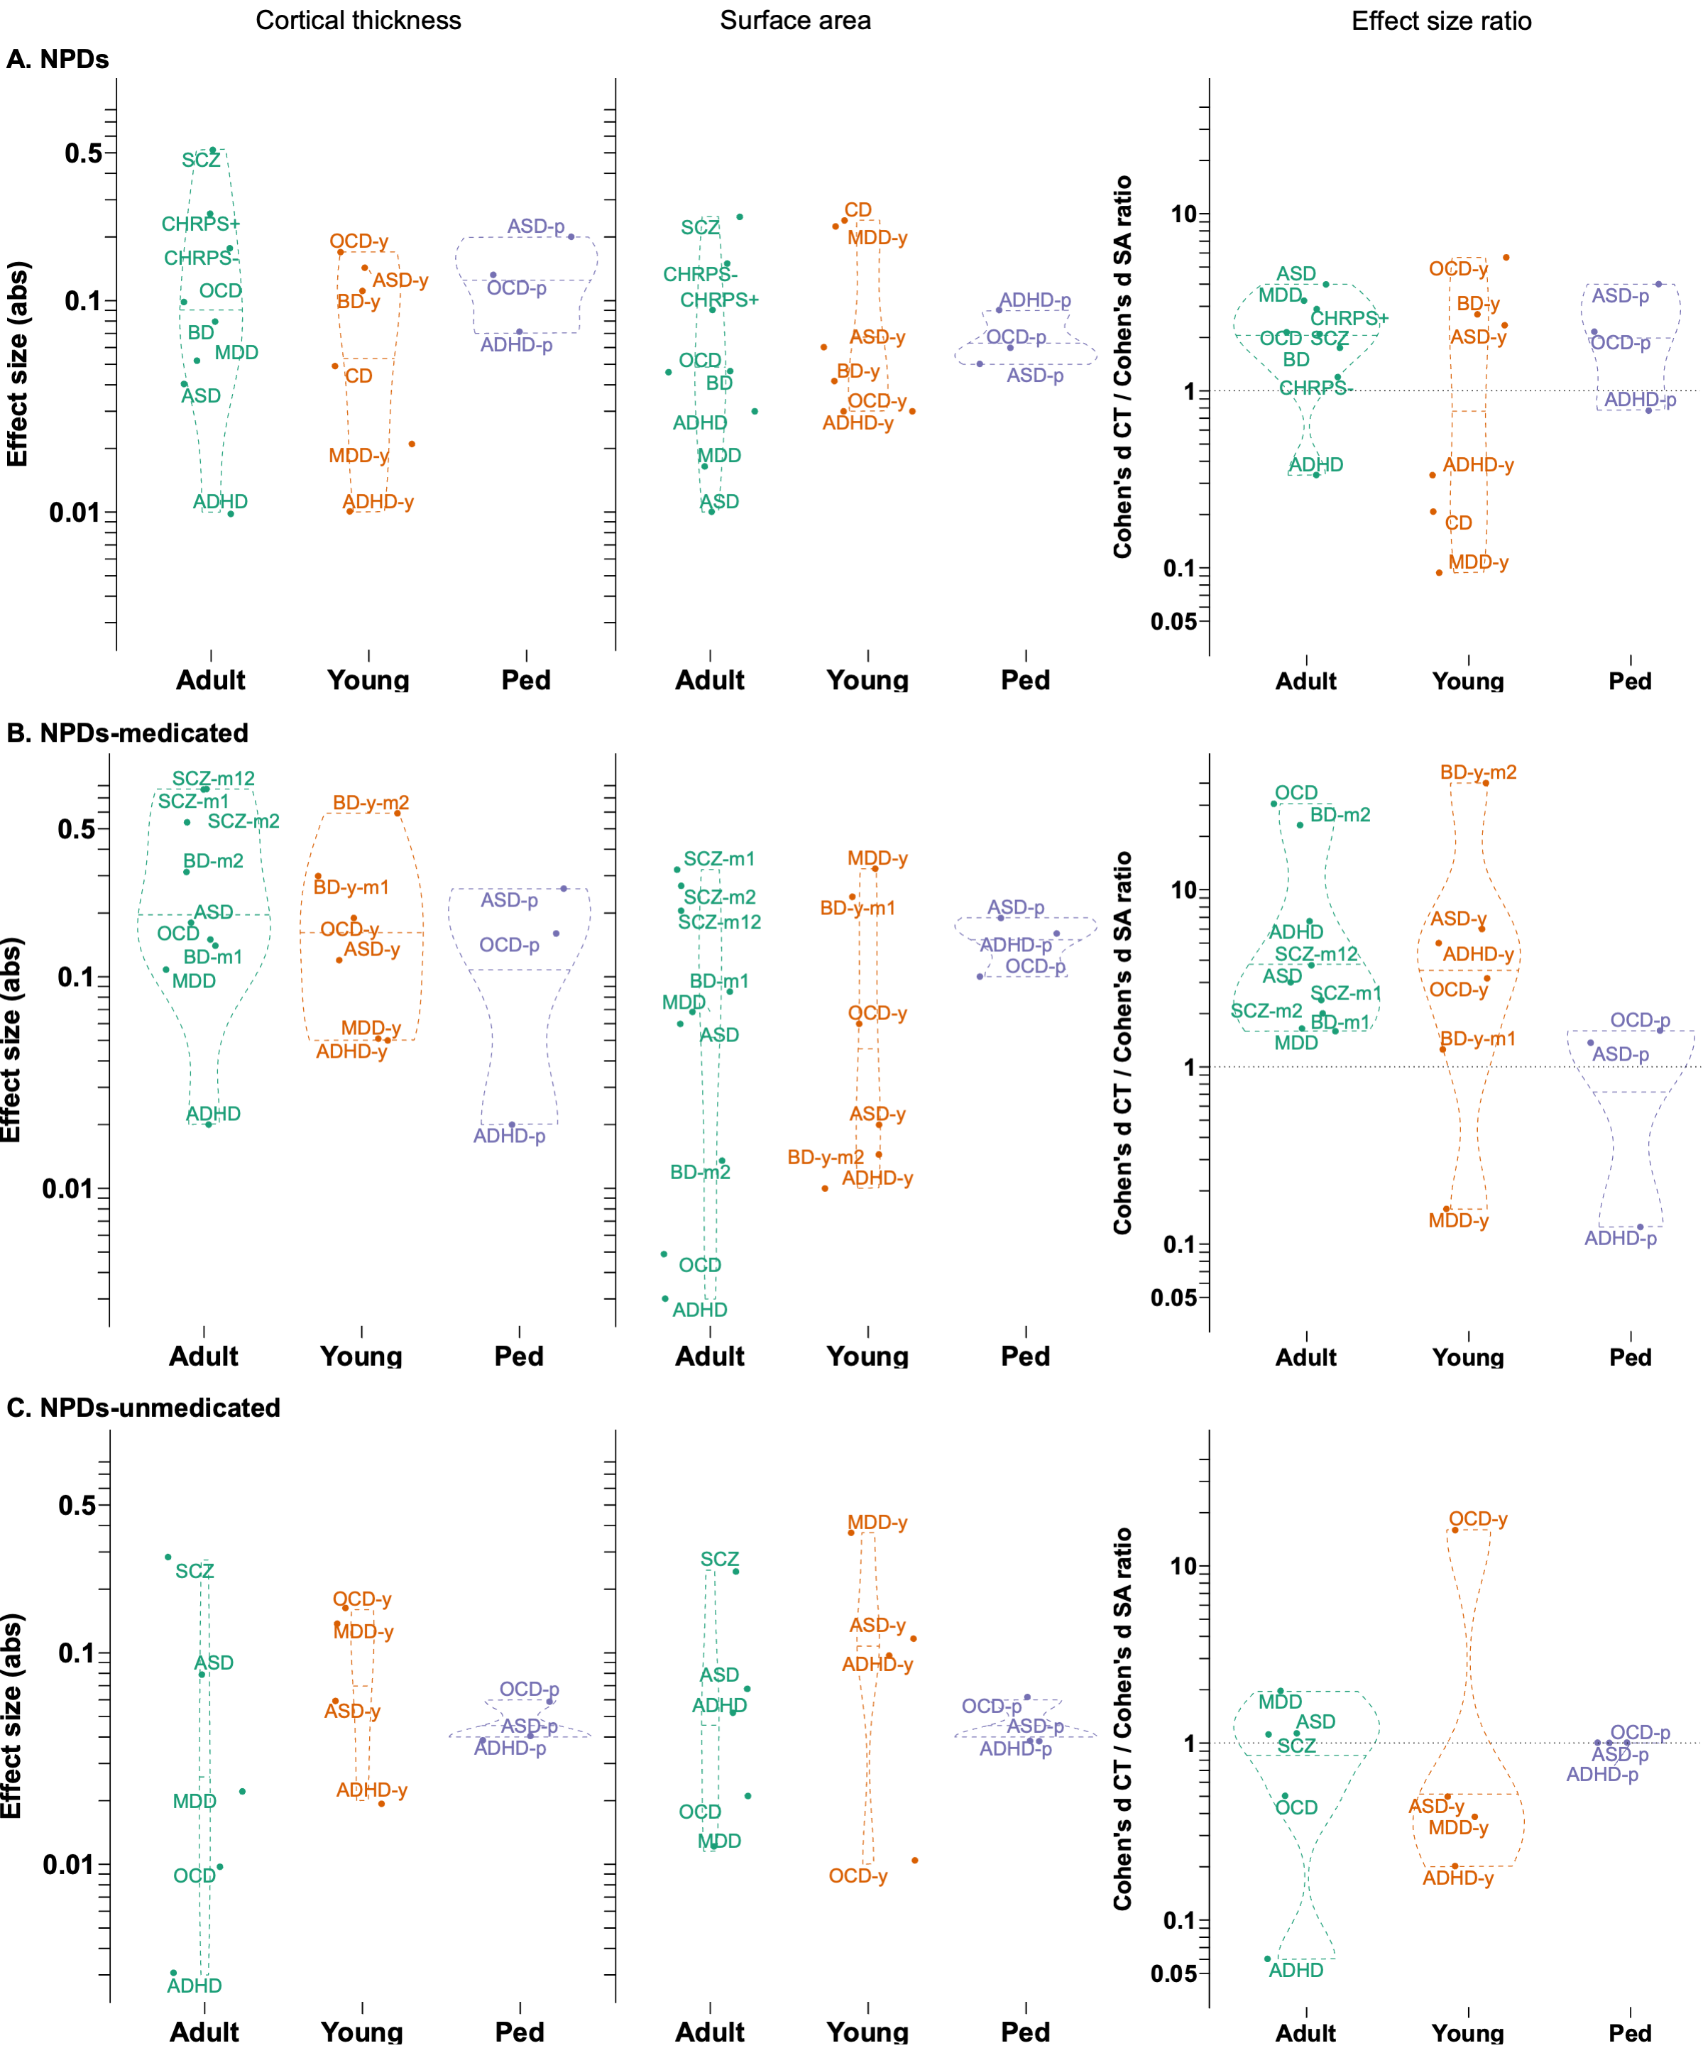 Cortical thickness
Surface area
Effect size ratio
A. NPDs
Effect size (abs)
0.5
0.1
0.01
SCZ
CHRPS+
CHRPS-
OCD
BD
MDD
ASD
ADHD
OCD-y
ASD-y
BD-y
CD
MDD-y
ADHD-y
ASD-p
OCD-p
ADHD-p
Adult
Young
Ped
SCZ
CHRPS-
CHRPS+
OCD
BD
ADHD
MDD
ASD
CD
MDD-y
ASD-y
BD-y
OCD-y
ADHD-y
ADHD-p
OCD-p
ASD-p
Adult
Young
Ped
Cohen's d CT / Cohen's d SA ratio
10
1
0.1
0.05
ASD
MDD
CHRPS+
OCD
SCZ
BD
CHRPS-
ADHD
OCD-y
BD-y
ASD-y
ADHD-y
CD
MDD-y
ASD-p
OCD-p
ADHD-p
Adult
Young
Ped
B. NPDs-medicated
Effect size (abs)
0.5
0.1
0.01
SCZ-m12
SCZ-m1
SCZ-m2
BD-m2
ASD
OCD
BD-m1
MDD
ADHD
BD-y-m2
BD-y-m1
OCD-y
ASD-y
MDD-y
ADHD-y
ASD-p
OCD-p
ADHD-p
Adult
Young
Ped
SCZ-m1
SCZ-m2
SCZ-m12
BD-m1
MDD
ASD
BD-m2
OCD
ADHD
MDD-y
BD-y-m1
OCD-y
ASD-y
BD-y-m2
ADHD-y
ASD-p
ADHD-p
OCD-p
Adult
Young
Ped
Cohen's d CT / Cohen's d SA ratio
10
1
0.1
0.05
OCD
BD-m2
ADHD
SCZ-m12
ASD
SCZ-m1
SCZ-m2
BD-m1
MDD
BD-y-m2
ASD-y
ADHD-y
OCD-y
BD-y-m1
MDD-y
OCD-p
ASD-p
ADHD-p
Adult
Young
Ped
C. NPDs-unmedicated
Effect size (abs)
0.5
0.1
0.01
SCZ
ASD
MDD
OCD
ADHD
OCD-y
MDD-y
ASD-y
ADHD-y
OCD-p
ASD-p
ADHD-p
Adult
Young
Ped
SCZ
ASD
ADHD
OCD
MDD
MDD-y
ASD-y
ADHD-y
OCD-y
OCD-p
ASD-p
ADHD-p
Adult
Young
Ped
Cohen's d CT / Cohen's d SA ratio
10
1
0.1
0.05
MDD
ASD
SCZ
OCD
ADHD
OCD-y
ASD-y
MDD-y
ADHD-y
OCD-p
ASD-p
ADHD-p
Adult
Young
Ped